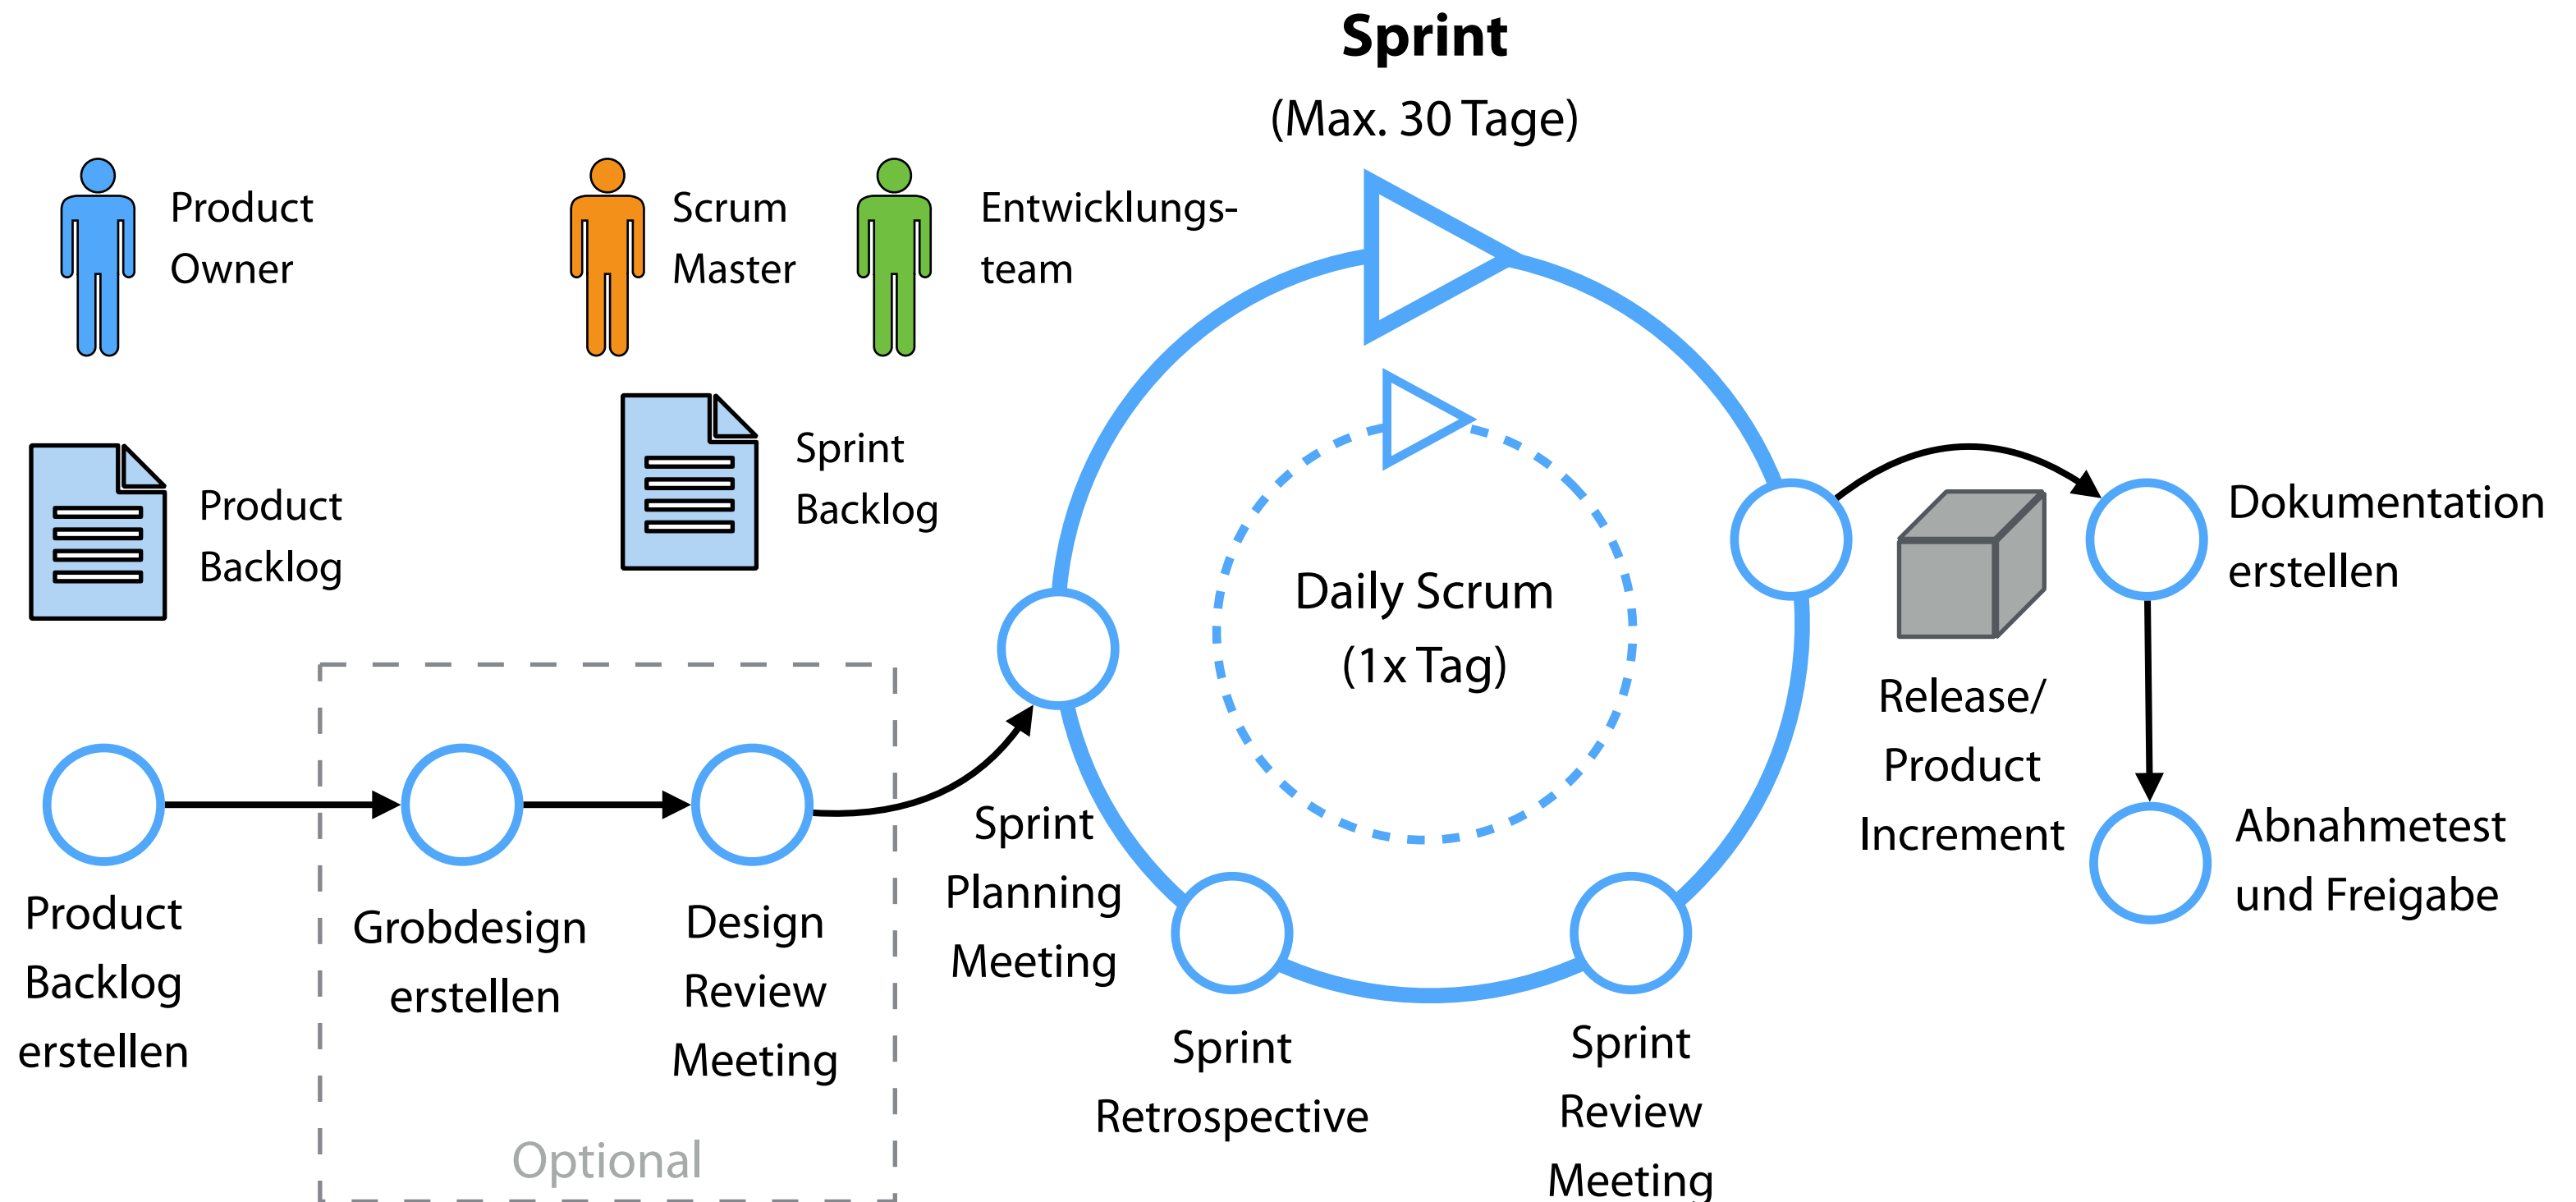 Sprint
(Max. 30 Tage)
Product
Owner
Scrum
Master
Entwicklungs-
team
Product
Backlog
Sprint
Backlog
Daily Scrum
(1x Tag)
Dokumentation
erstellen
Release/
Product
Increment
Abnahmetest
und Freigabe
Product
Backlog
erstellen
Grobdesign
erstellen
Design
Review
Meeting
Optional
Sprint
Planning
Meeting
Sprint
Retrospective
Sprint
Review
Meeting